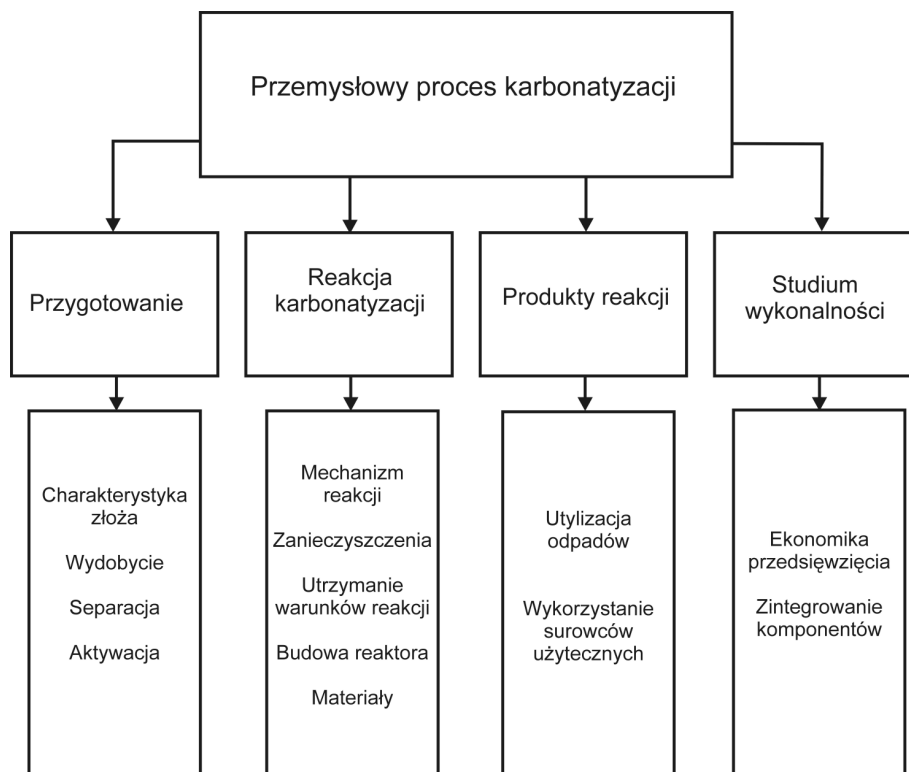 Przemysłowy proces karbonatyzacji
Przygotowanie
Reakcja
karbonatyzacji
Produkty reakcji
Studium
wykonalności
Charakterystyka
złoża
Wydobycie
Separacja
Aktywacja
Mechanizm
reakcji
Zanieczyszczenia
Utrzymanie
warunków reakcji
Budowa reaktora
Materiały
Utylizacja
odpadów
Wykorzystanie
surowców
użytecznych
Ekonomika
przedsięwzięcia
Zintegrowanie
komponentów